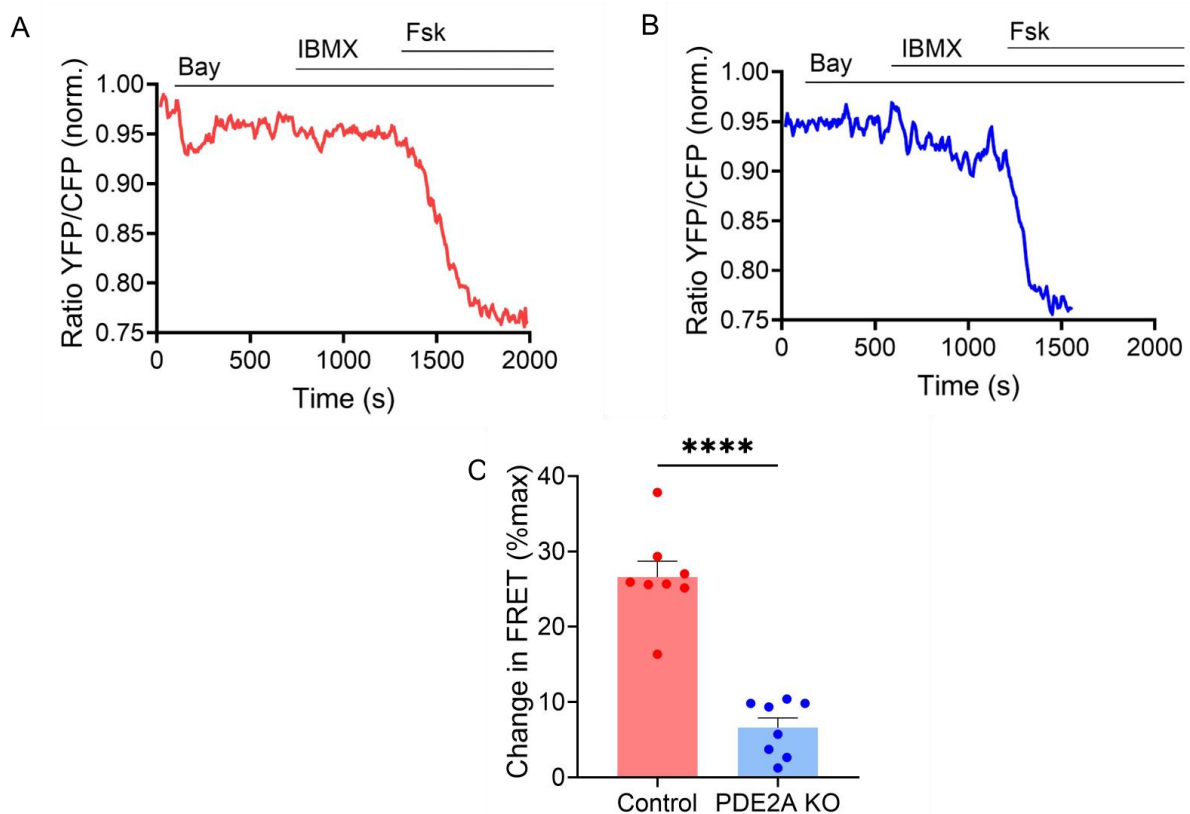 A
Fsk
IBMX
Bay
Ratio YFP/CFP (norm.)
1.00
0.95
0.90
0.85
0.80
0.75
0 500 1000 1500 2000
Time (s)
B
Fsk
IBMX
Bay
Ratio YFP/CFP (norm.)
1.00
0.95
0.90
0.85
0.80
0.75
0 500 1000 1500 2000
Time (s)
C
****
Change in FRET (%max)
40
30
20
10
0
Control PDE2A KO